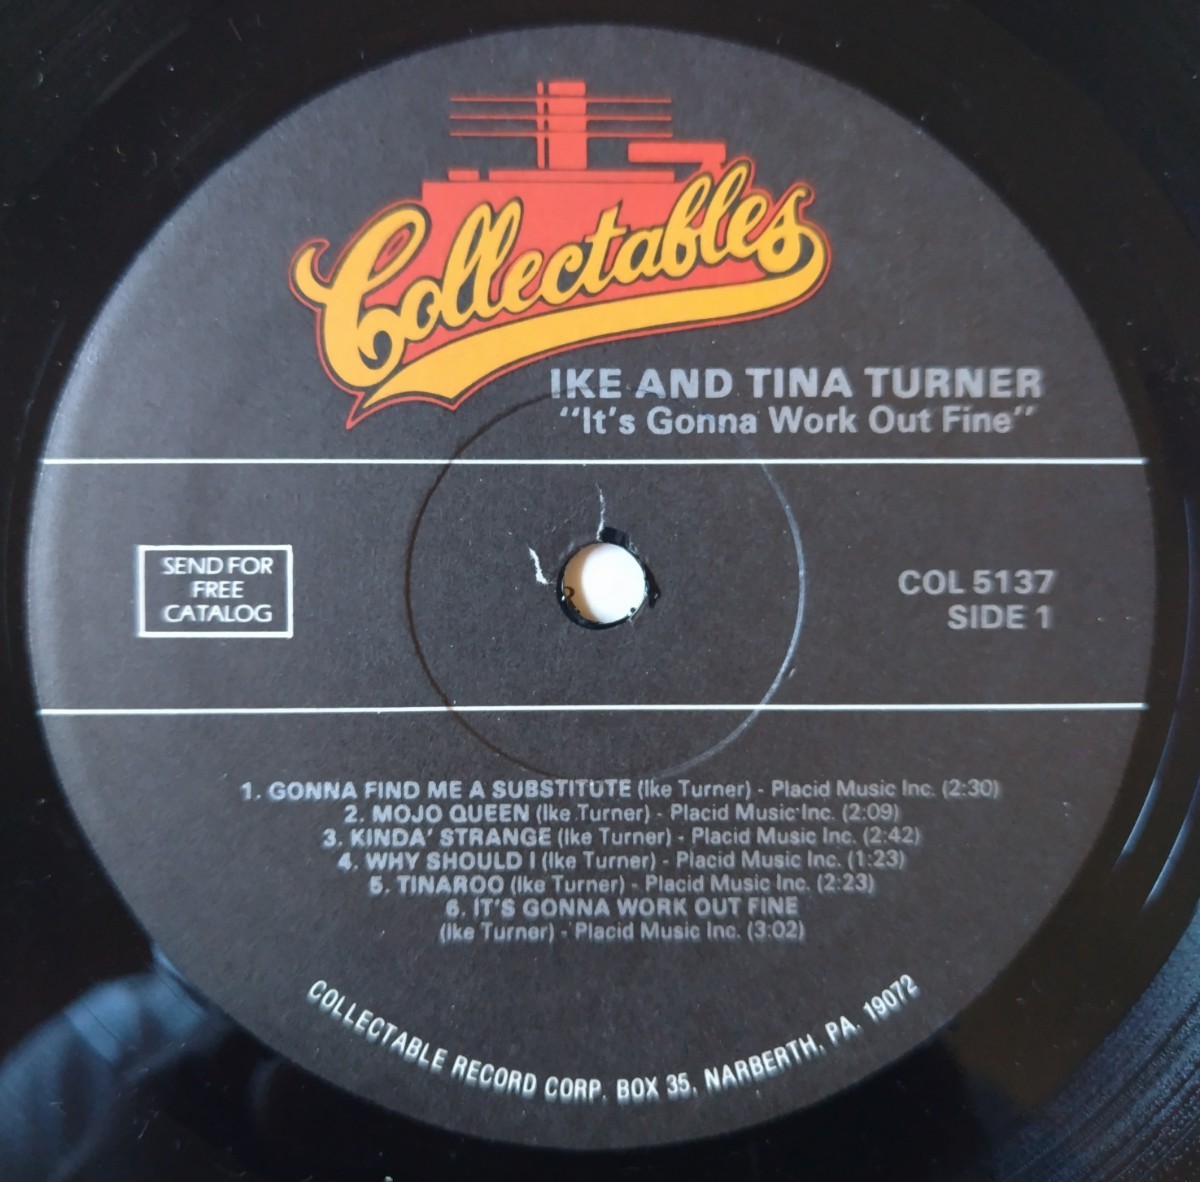 Collectables
IKE AND TINA TURNER
"It's Gonna Work Out Fine"
SEND FOR
FREE
CATALOG
COL 5137
SIDE 1
1. GONNA FIND ME A SUBSTITUTE (Ike Turner) - Placid Music Inc. (2:30)
2. MOJO QUEEN (Ike Turner) - Placid Music Inc. (2:09)
3. KINDA' STRANGE (Ike Turner) - Placid Music Inc. (2:42)
4. WHY SHOULD I (Ike Turner) - Placid Music Inc. (1:23)
5. TINAROO (Ike Turner) - Placid Music Inc. (2:23)
6. IT'S GONNA WORK OUT FINE
(Ike Turner) - Placid Music Inc. (3:02)
COLLECTABLE RECORD CORP. BOX 35, NARBERTH, PA. 19072